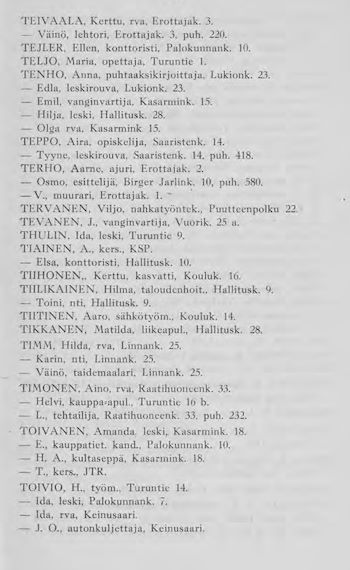 TEIVAALA, Kerttu, rva, Erottajak. 3.
— Väinö, lehtori, Erottajak. 3, puh. 220.
TEJLER, Ellen, konttoristi, Palokunnank. 10.
TELJO, Maria, opettaja, Turuntie 1.
TENHO, Anna, puhtaaksikirjoittaja, Lukionk. 23.
— Edla, leskirouva, Lukionk. 23.
— Emil, vanginvartija, Kasarmink. 15.
— Hilja, leski, Hallitusk. 28.
— Olga rva, Kasarmink 15.
TEPPO, Aira, opiskelija, Saaristenk. 14.
— Tyyne, leskirouva, Saaristenk. 14, puh. 418.
TERHO, Aarne, ajuri, Erottajak. 2.
— Osmo, esittelijä, Birger Jarlink. 10, puh. 580.
— V., muurari, Erottajak. 1.
TERVANEN, Viljo, nahkatyöntek., Puutteenpolku 22.
TEVANEN, J., vanginvartija, Vuorik. 25 a.
THULIN, Ida, leski, Turuntie 9.
TIAINEN, A., kers., KSP.
— Elsa, konttoristi, Hallitusk. 10.
TIIHONEN,, Kerttu, kasvatti, Kouluk. 16.
TIILIKAINEN, Hilma, taloudenhoit., Hallitusk. 9.
— Toini, nti, Hallitusk. 9.
TIITINEN, Aaro, sähkötyöm., Kouluk. 14.
TIKKANEN, Matilda, liikeapul., Hallitusk. 28.
TIMM, Hilda, rva, Linnank. 25.
— Karin, nti, Linnank. 25.
— Väinö, taidemaalari, Linnank. 25.
TIMONEN, Aino, rva, Raatihuoneenk. 33.
— Helvi, kauppa-apul., Turuntie 16 b.
— L., tehtailija, Raatihuoneenk. 33, puh. 232.
TOIVANEN, Amanda, leski, Kasarmink. 18.
— E., kauppatiet. kand., Palokunnank. 10.
— H. A., kultaseppä, Kasarmink. 18.
— T., kers., JTR.
TOIVIO, H., työm., Turuntie 14.
— Ida, leski, Palokunnank. 7.
— Ida, rva, Keinusaari.
— J. O., autonkuljettaja, Keinusaari.